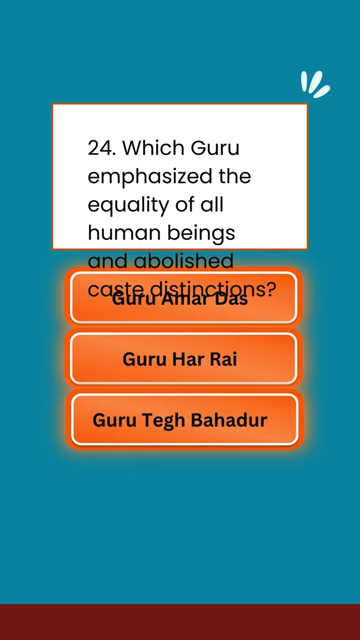 24. Which Guru
emphasized the
equality of all
human beings
and abolished
caste distinctions?
Guru Amar Das
Guru Har Rai
Guru Tegh Bahadur